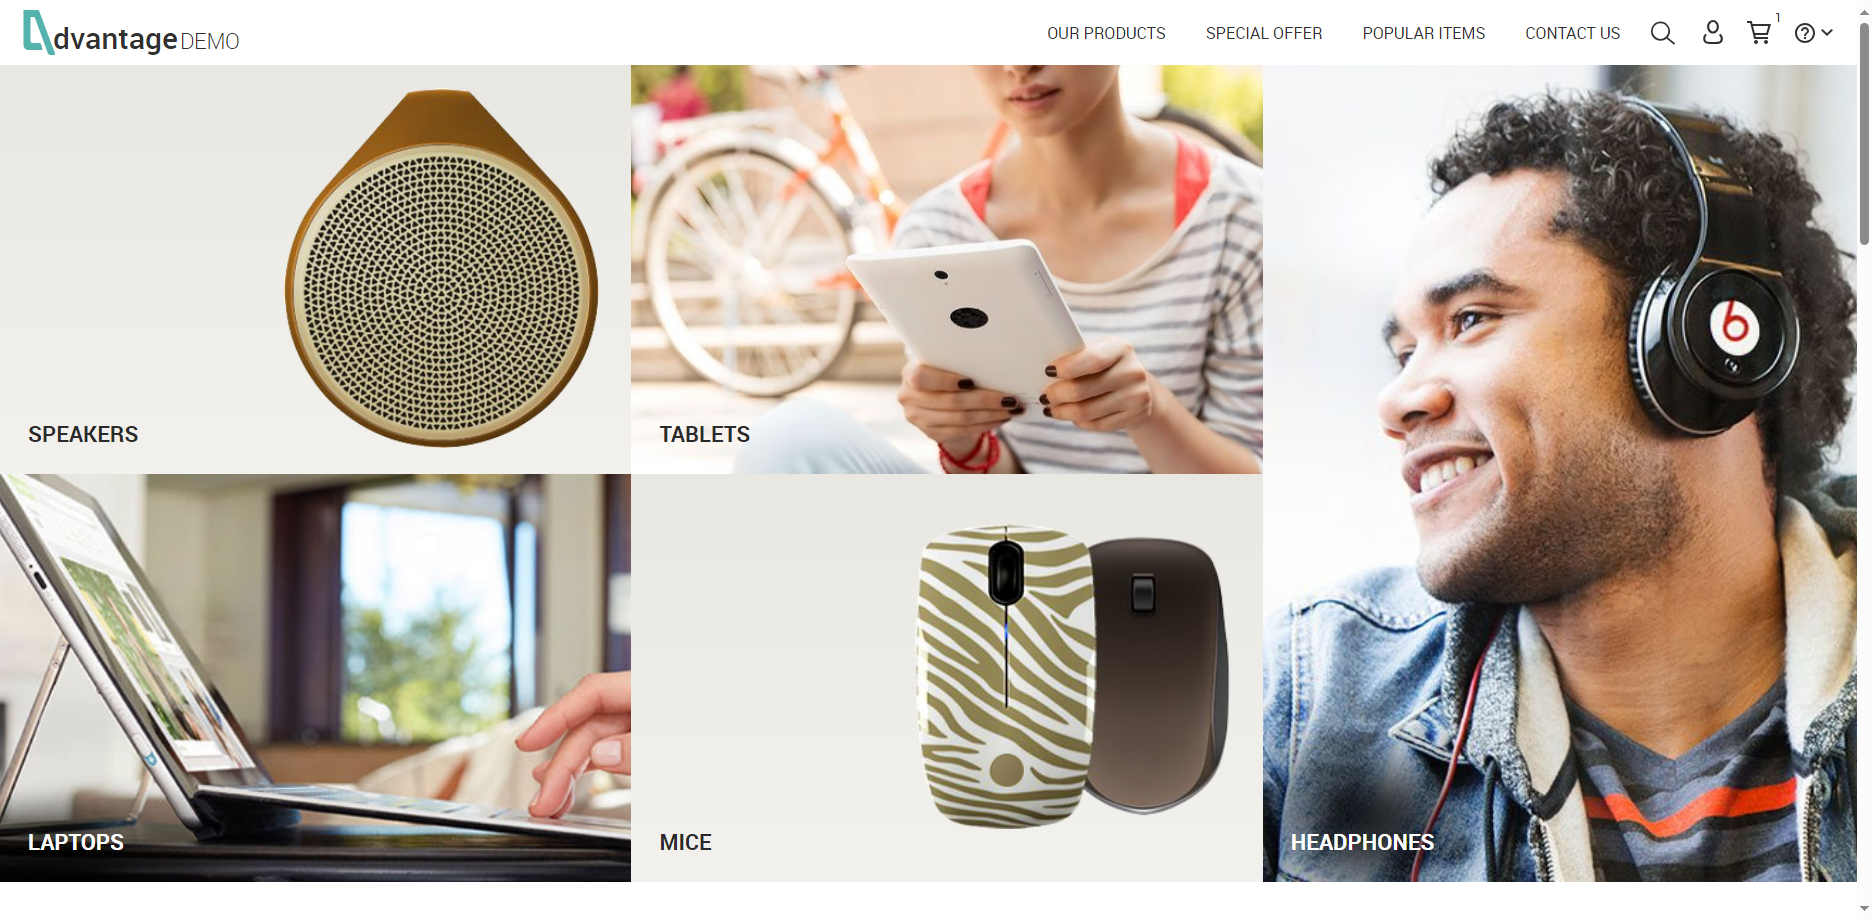 dvantage DEMO
OUR PRODUCTS
SPECIAL OFFER
POPULAR ITEMS
CONTACT US
1
SPEAKERS
TABLETS
LAPTOPS
MICE
HEADPHONES